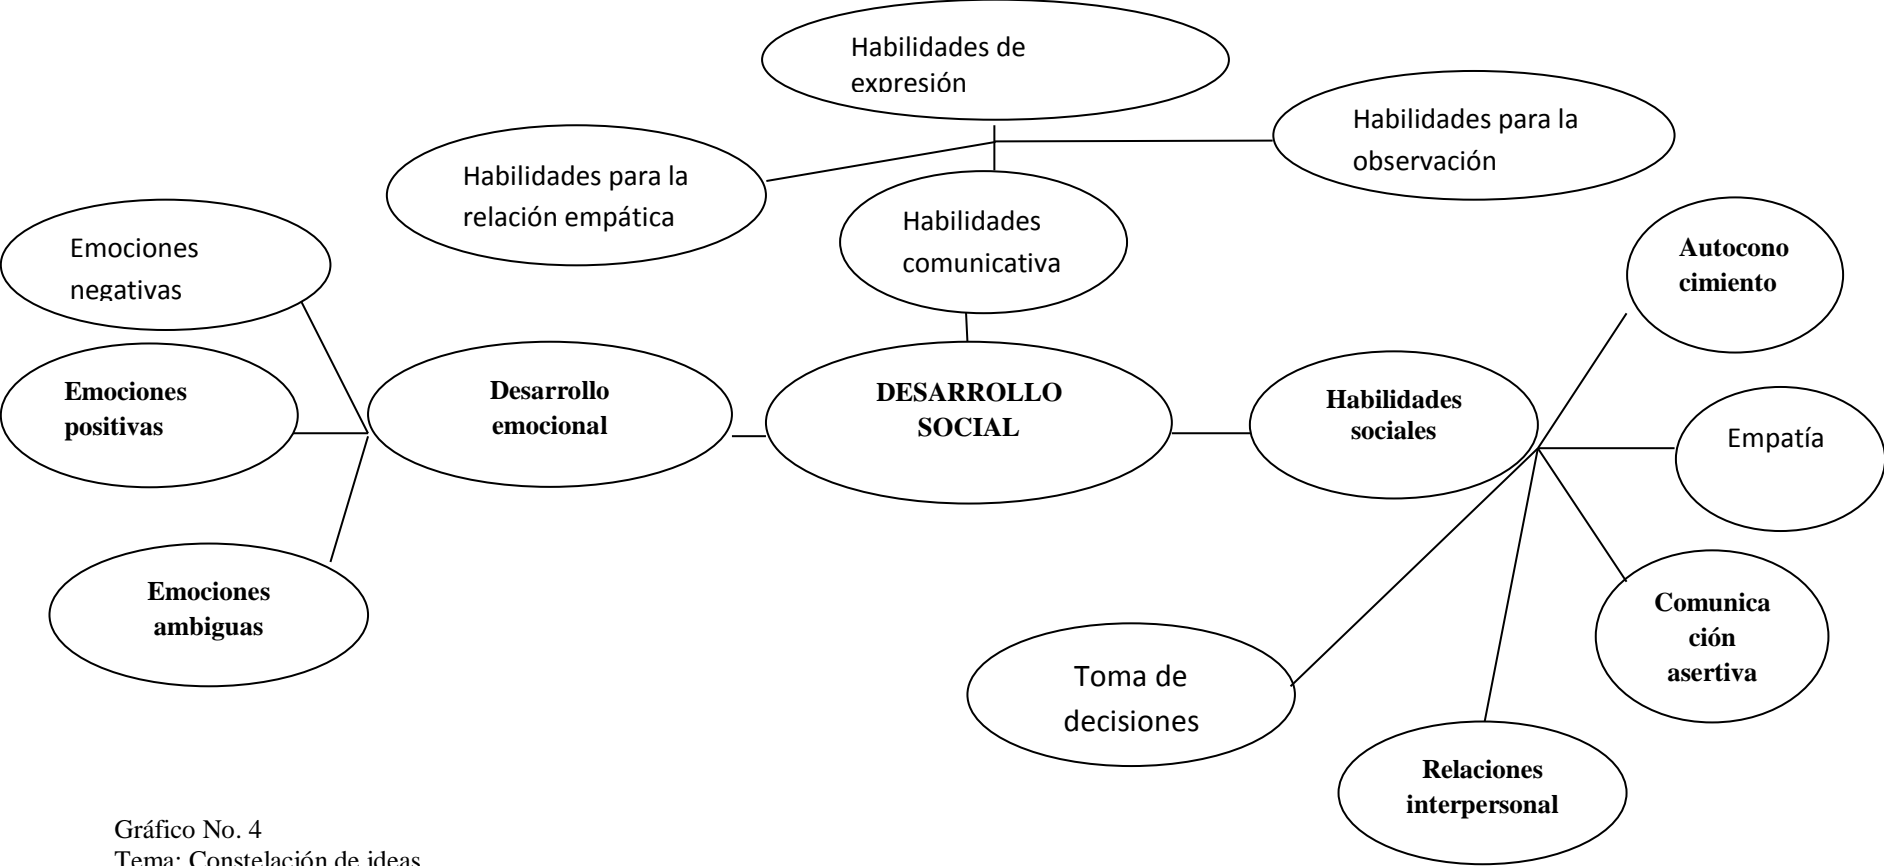 Habilidades de
expresión
Habilidades para la
observación
Habilidades para la
relación empática
Habilidades
comunicativa
Autocono
cimiento
Emociones
negativas
Emociones
positivas
Desarrollo
emocional
DESARROLLO
SOCIAL
Habilidades
sociales
Empatía
Emociones
ambiguas
Comunica
ción
asertiva
Toma de
decisiones
Relaciones
interpersonal
Gráfico No. 4
Tema: Constelación de ideas